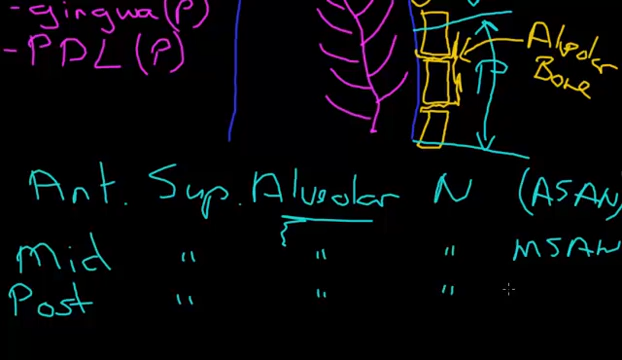 - gingiva (P)
- PDL (P)
Alveolar
Bone
P
Ant. Sup. Alveolar N (ASAN)
Mid " " " MSAN
Post " " "